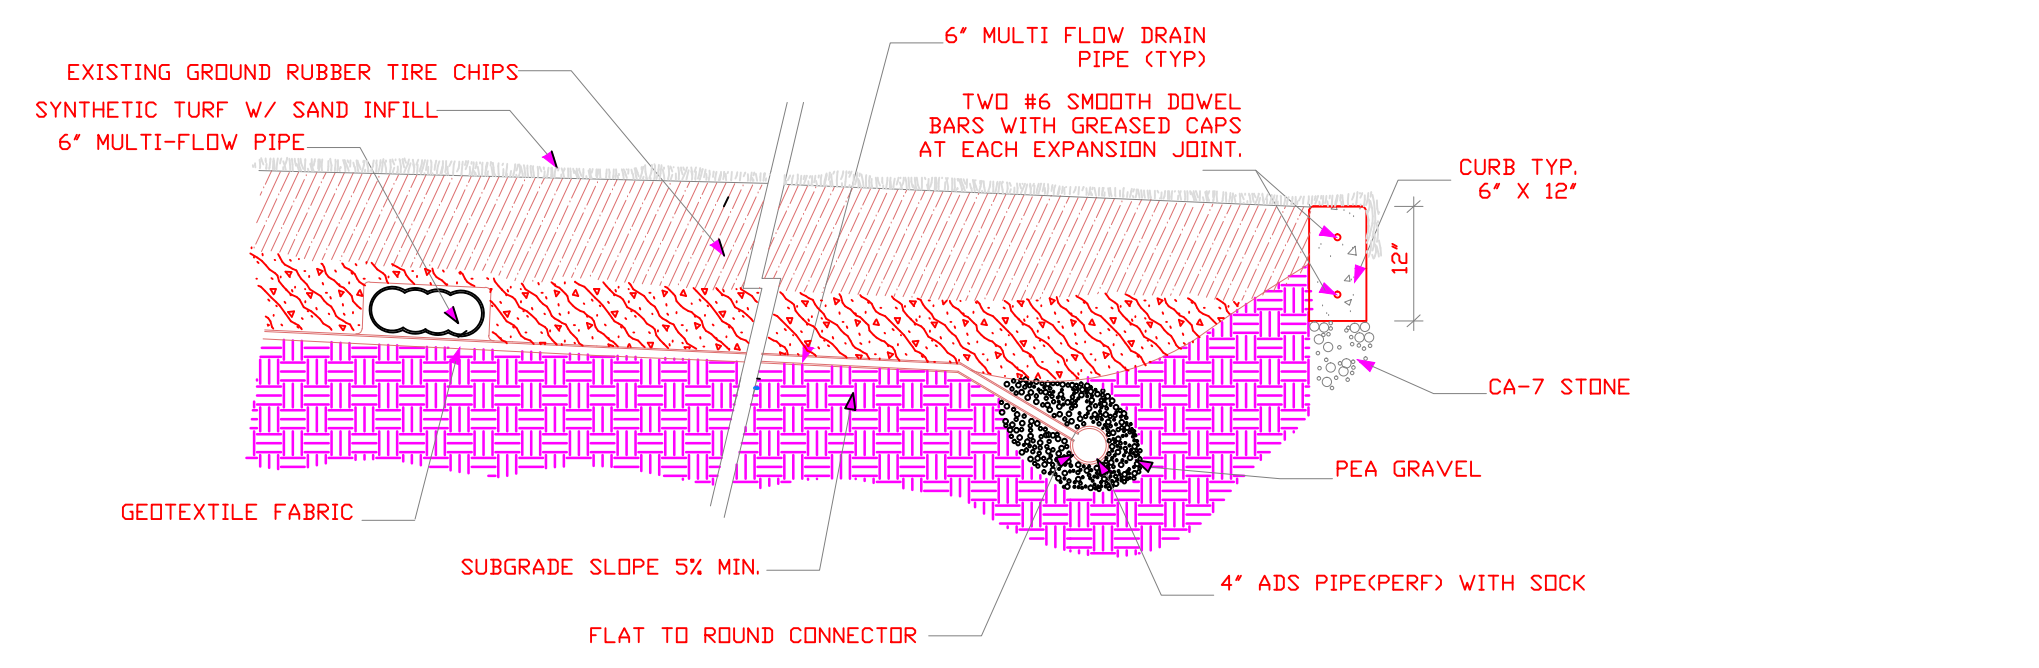 6" MULTI FLOW DRAIN
PIPE (TYP)
EXISTING GROUND RUBBER TIRE CHIPS
SYNTHETIC TURF W/ SAND INFILL
6" MULTI-FLOW PIPE
TWO #6 SMOOTH DOWEL
BARS WITH GREASED CAPS
AT EACH EXPANSION JOINT.
CURB TYP.
6" X 12"
12"
CA-7 STONE
PEA GRAVEL
GEOTEXTILE FABRIC
SUBGRADE SLOPE 5% MIN.
4" ADS PIPE(PERF) WITH SOCK
FLAT TO ROUND CONNECTOR